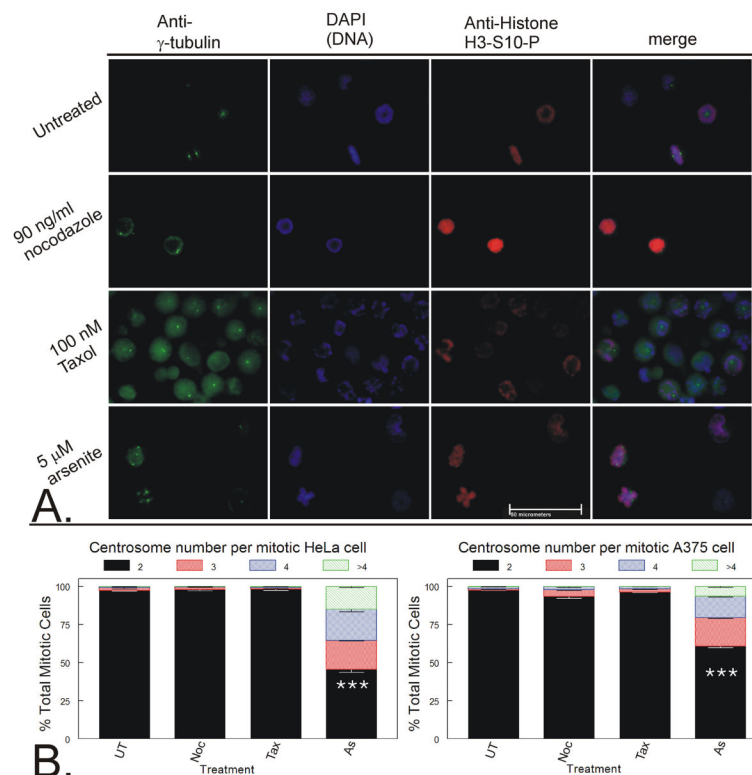 Anti-
γ-tubulin
DAPI
(DNA)
Anti-Histone
H3-S10-P
merge
Untreated
90 ng/ml
nocodazole
100 nM
Taxol
5 μM
arsenite
60 micrometers
A.
Centrosome number per mitotic HeLa cell
2 3 4 >4
% Total Mitotic Cells
100
75
50
25
0
***
UT Noc Tax As
Treatment
Centrosome number per mitotic A375 cell
2 3 4 >4
% Total Mitotic Cells
100
75
50
25
0
***
UT Noc Tax As
Treatment
B.